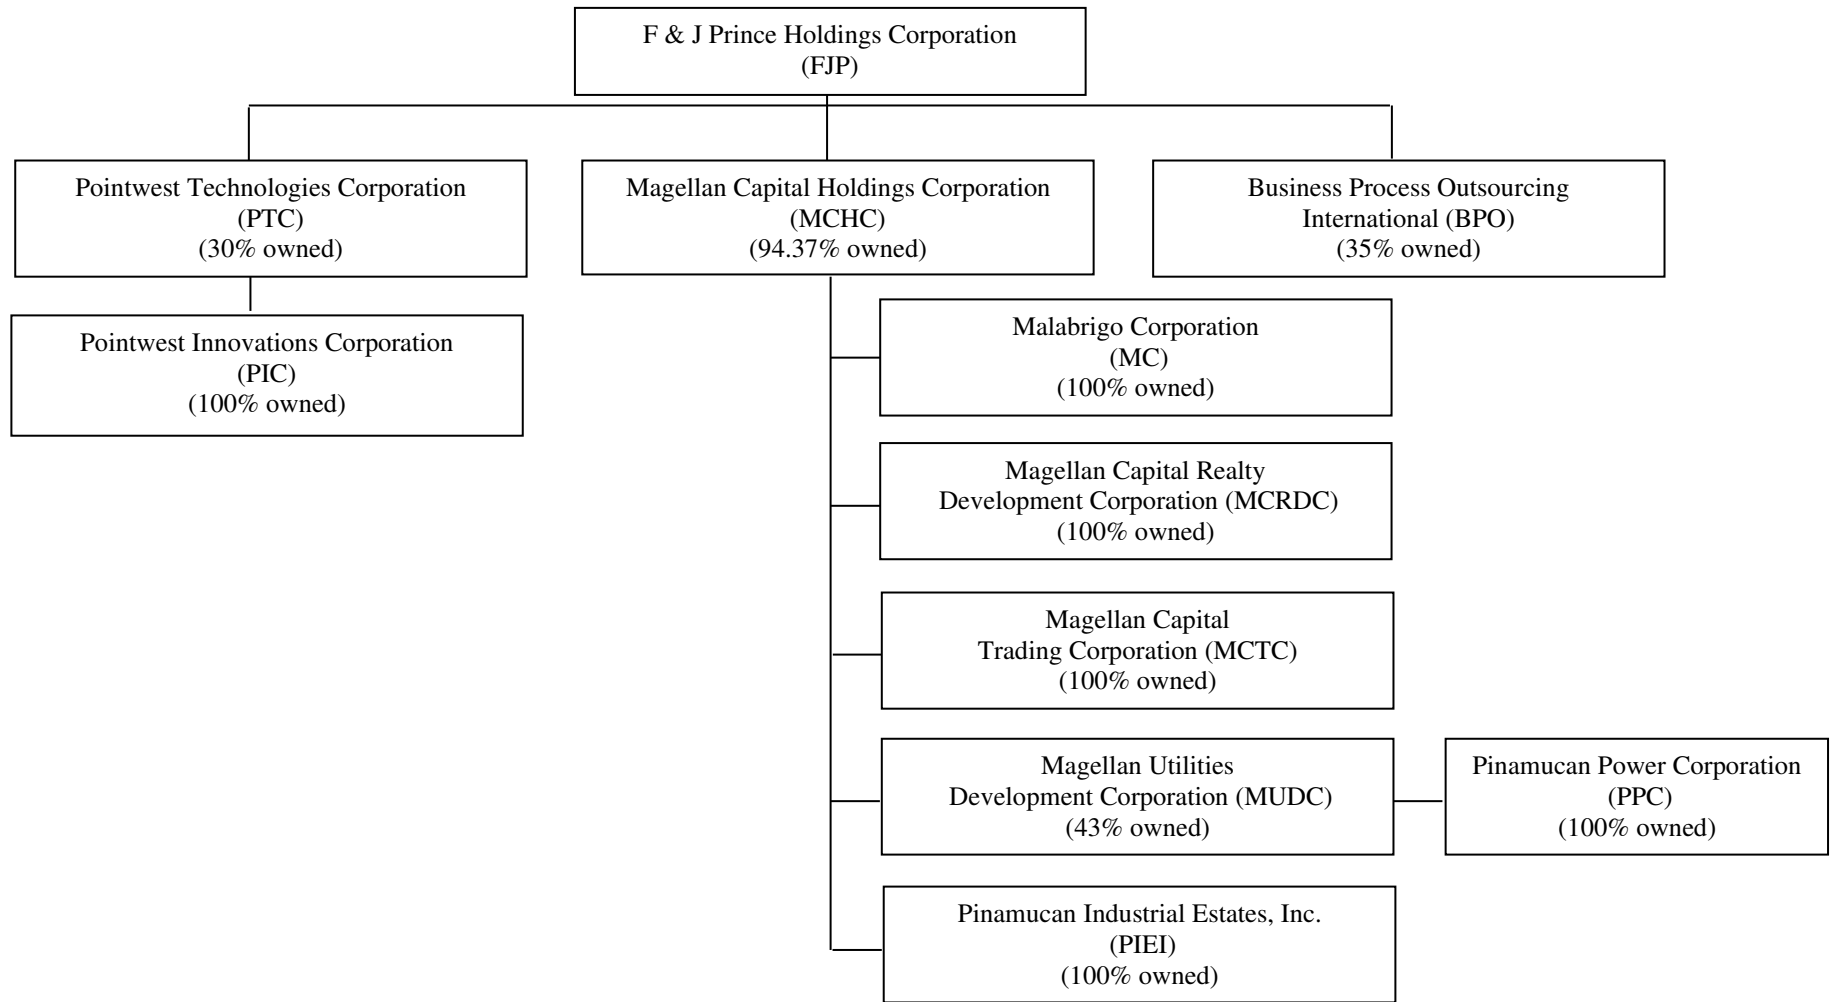 F & J Prince Holdings Corporation
(FJP)
Pointwest Technologies Corporation
(PTC)
(30% owned)
Magellan Capital Holdings Corporation
(MCHC)
(94.37% owned)
Business Process Outsourcing
International (BPO)
(35% owned)
Pointwest Innovations Corporation
(PIC)
(100% owned)
Malabrigo Corporation
(MC)
(100% owned)
Magellan Capital Realty
Development Corporation (MCRDC)
(100% owned)
Magellan Capital
Trading Corporation (MCTC)
(100% owned)
Magellan Utilities
Development Corporation (MUDC)
(43% owned)
Pinamucan Power Corporation
(PPC)
(100% owned)
Pinamucan Industrial Estates, Inc.
(PIEI)
(100% owned)